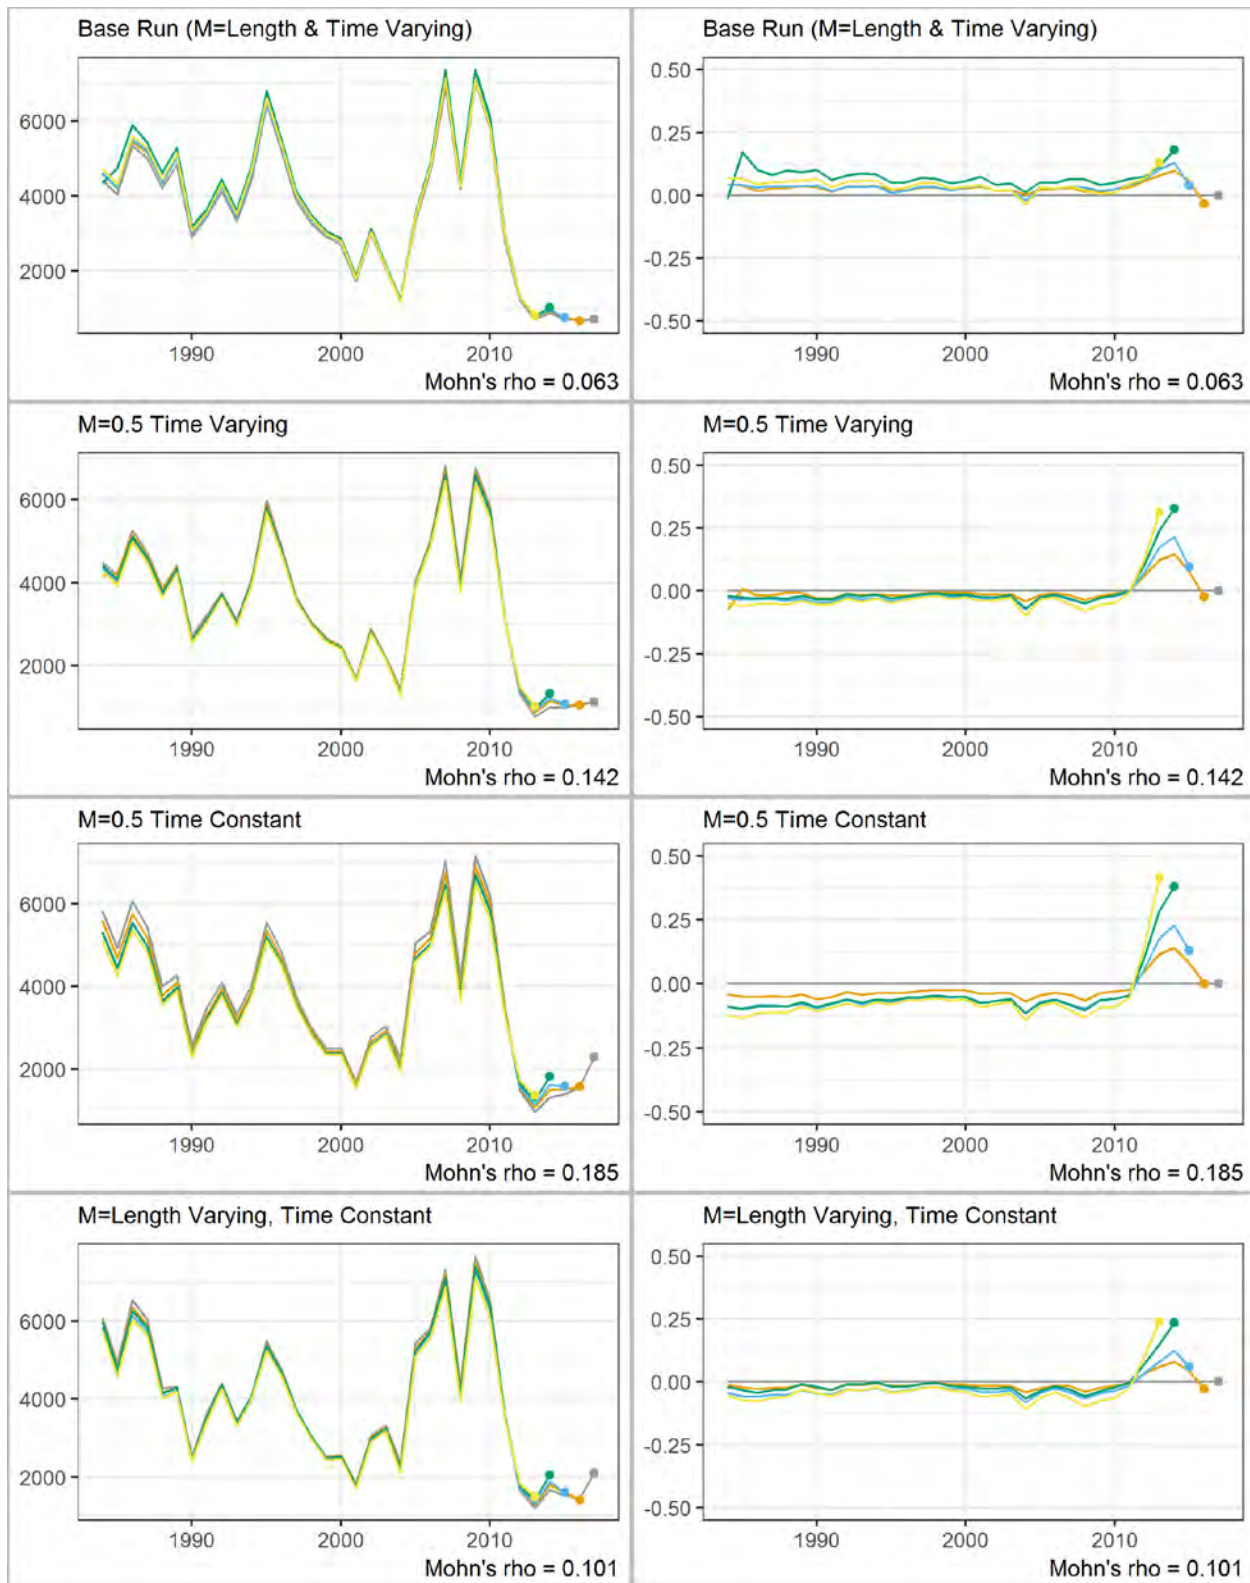 Base Run (M=Length & Time Varying)
6000
4000
2000
1990 2000 2010
Mohn's rho = 0.063
Base Run (M=Length & Time Varying)
0.50
0.25
0.00
-0.25
-0.50
1990 2000 2010
Mohn's rho = 0.063
M=0.5 Time Varying
6000
4000
2000
1990 2000 2010
Mohn's rho = 0.142
M=0.5 Time Varying
0.50
0.25
0.00
-0.25
-0.50
1990 2000 2010
Mohn's rho = 0.142
M=0.5 Time Constant
6000
4000
2000
1990 2000 2010
Mohn's rho = 0.185
M=0.5 Time Constant
0.50
0.25
0.00
-0.25
-0.50
1990 2000 2010
Mohn's rho = 0.185
M=Length Varying, Time Constant
6000
4000
2000
1990 2000 2010
Mohn's rho = 0.101
M=Length Varying, Time Constant
0.50
0.25
0.00
-0.25
-0.50
1990 2000 2010
Mohn's rho = 0.101